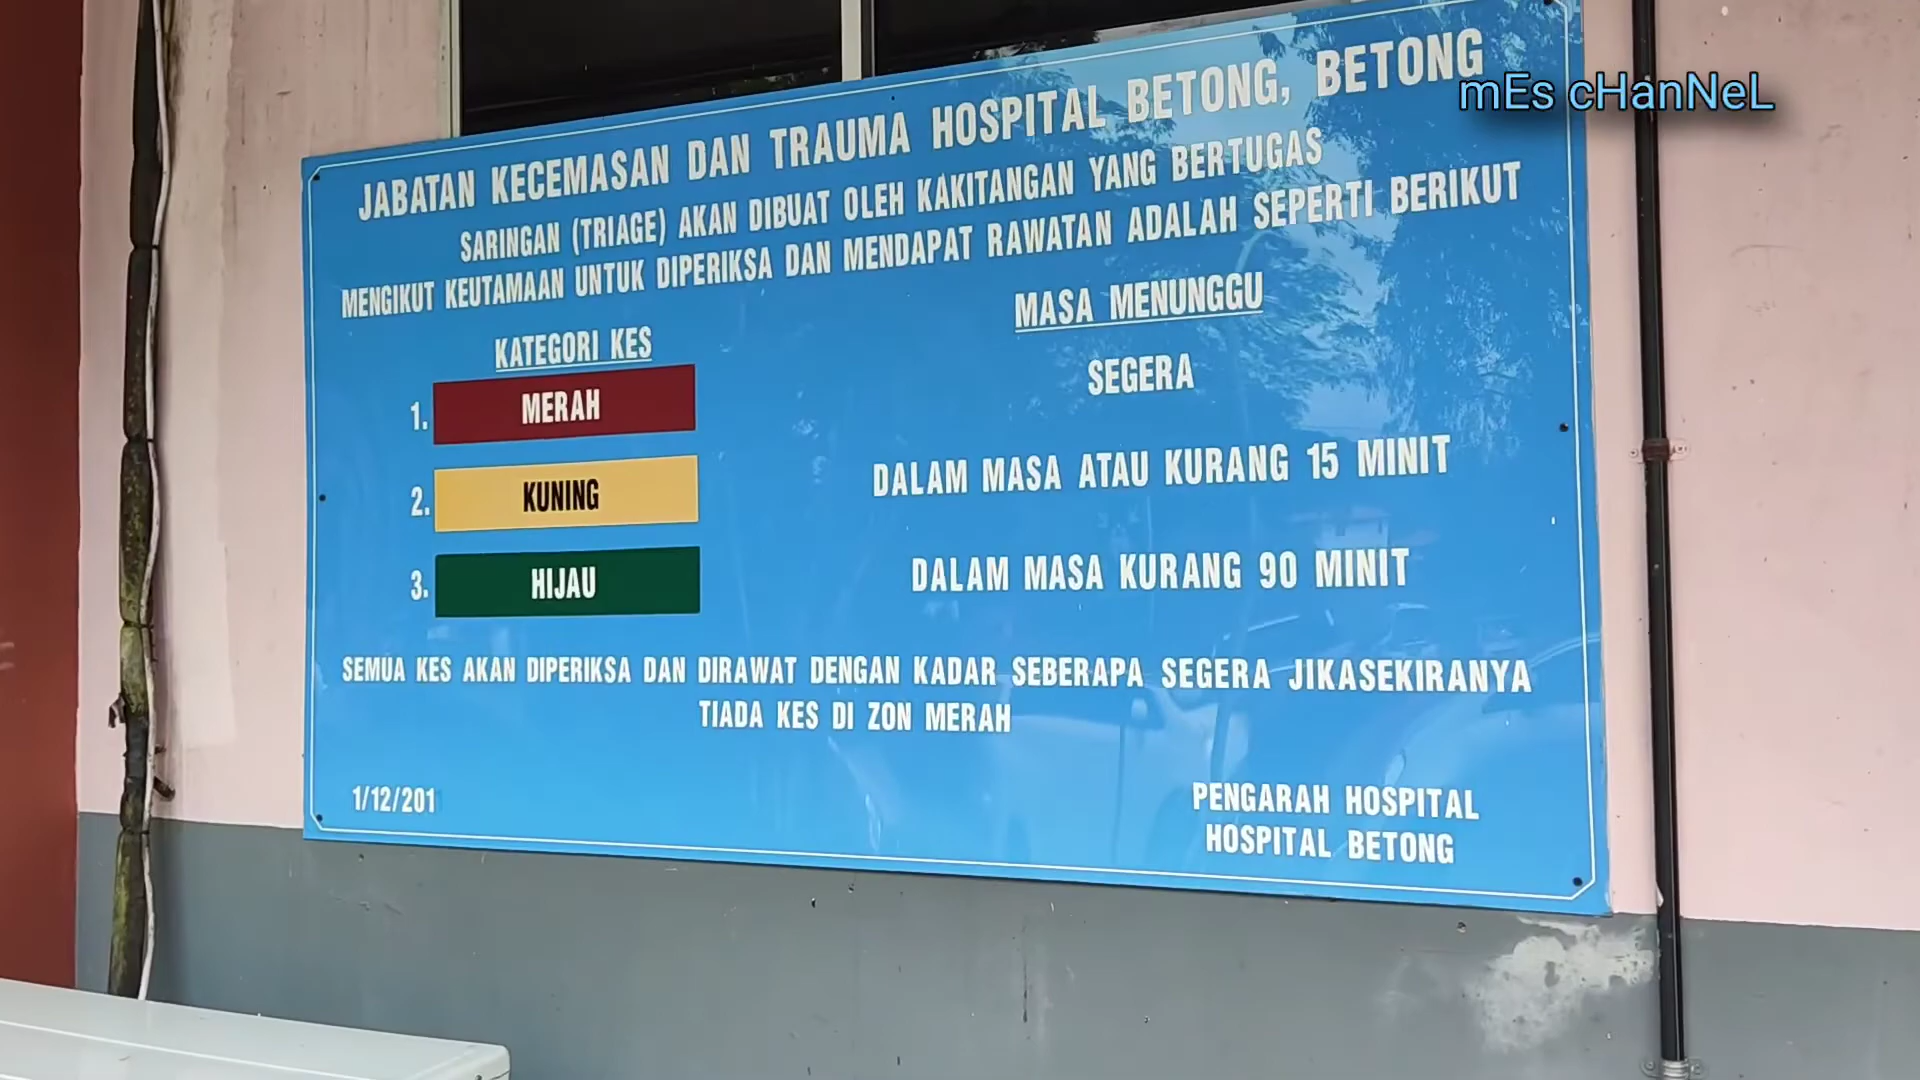 mEs cHanNeL
JABATAN KECEMASAN DAN TRAUMA HOSPITAL BETONG, BETONG
SARINGAN (TRIAGE) AKAN DIBUAT OLEH KAKITANGAN YANG BERTUGAS
MENGIKUT KEUTAMAAN UNTUK DIPERIKSA DAN MENDAPAT RAWATAN ADALAH SEPERTI BERIKUT
KATEGORI KES MASA MENUNGGU
1. MERAH SEGERA
2. KUNING DALAM MASA ATAU KURANG 15 MINIT
3. HIJAU DALAM MASA KURANG 90 MINIT
SEMUA KES AKAN DIPERIKSA DAN DIRAWAT DENGAN KADAR SEBERAPA SEGERA JIKASEKIRANYA
TIADA KES DI ZON MERAH
1/12/201
PENGARAH HOSPITAL
HOSPITAL BETONG